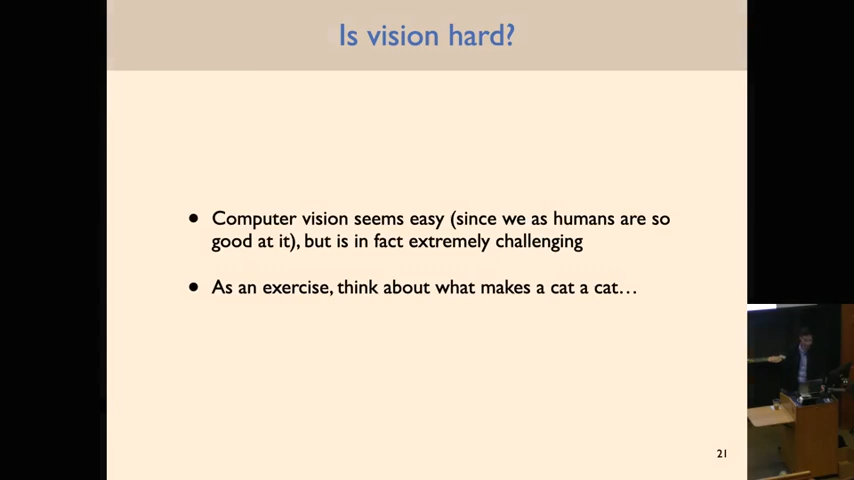 Is vision hard?
• Computer vision seems easy (since we as humans are so
good at it), but is in fact extremely challenging
• As an exercise, think about what makes a cat a cat…
21